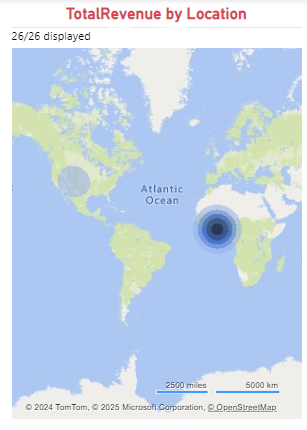 TotalRevenue by Location
26/26 displayed
Atlantic
Ocean
2500 miles 5000 km
© 2024 TomTom, © 2025 Microsoft Corporation, © OpenStreetMap